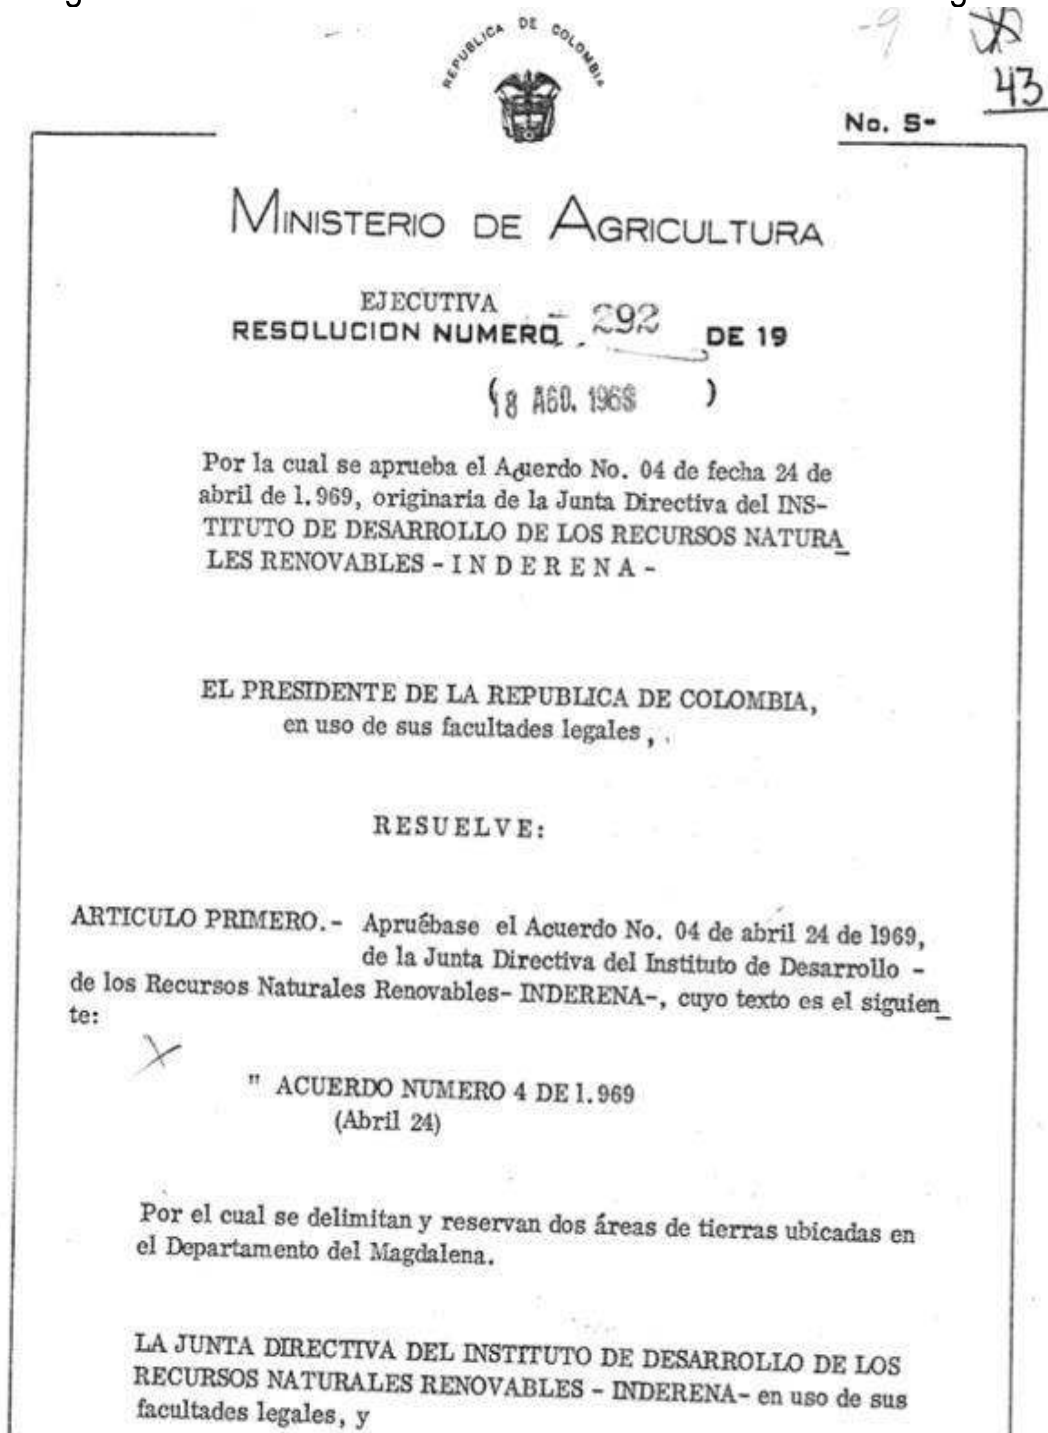 REPUBLICA DE COLOMBIA
43
No. S-
MINISTERIO DE AGRICULTURA
EJECUTIVA
RESOLUCION NUMERO 292 DE 19
( 18 AGO. 1969 )
Por la cual se aprueba el Acuerdo No. 04 de fecha 24 de
abril de 1.969, originaria de la Junta Directiva del INS-
TITUTO DE DESARROLLO DE LOS RECURSOS NATURA_
LES RENOVABLES - I N D E R E N A -
EL PRESIDENTE DE LA REPUBLICA DE COLOMBIA,
en uso de sus facultades legales ,
R E S U E L V E :
ARTICULO PRIMERO. - Apruébase el Acuerdo No. 04 de abril 24 de 1969,
de la Junta Directiva del Instituto de Desarrollo -
de los Recursos Naturales Renovables- INDERENA-, cuyo texto es el siguien_
te:
" ACUERDO NUMERO 4 DE 1.969
(Abril 24)
Por el cual se delimitan y reservan dos áreas de tierras ubicadas en
el Departamento del Magdalena.
LA JUNTA DIRECTIVA DEL INSTITUTO DE DESARROLLO DE LOS
RECURSOS NATURALES RENOVABLES - INDERENA- en uso de sus
facultades legales, y